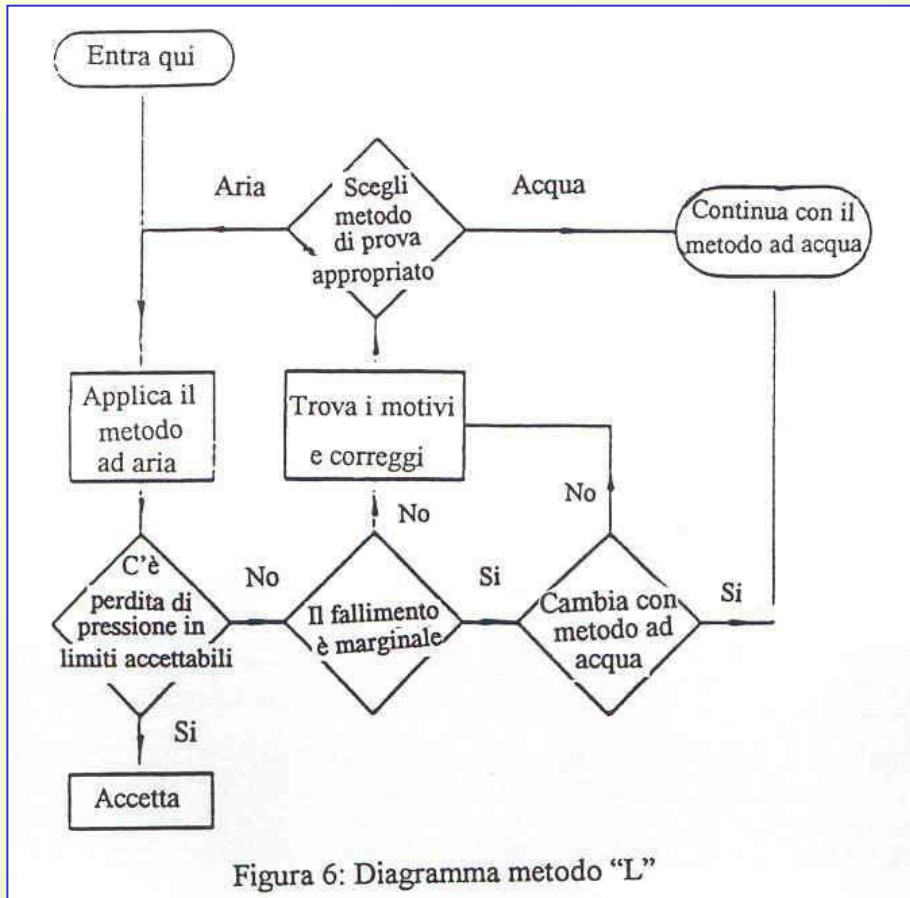 Entra qui
Aria
Scegli
metodo
di prova
appropriato
Acqua
Continua con il
metodo ad acqua
Applica il
metodo
ad aria
Trova i motivi
e correggi
No
No
C'è
perdita di
pressione in
limiti accettabili
No
Il fallimento
è marginale
Si
Cambia con
metodo ad
acqua
Si
Si
Accetta
Figura 6: Diagramma metodo "L"